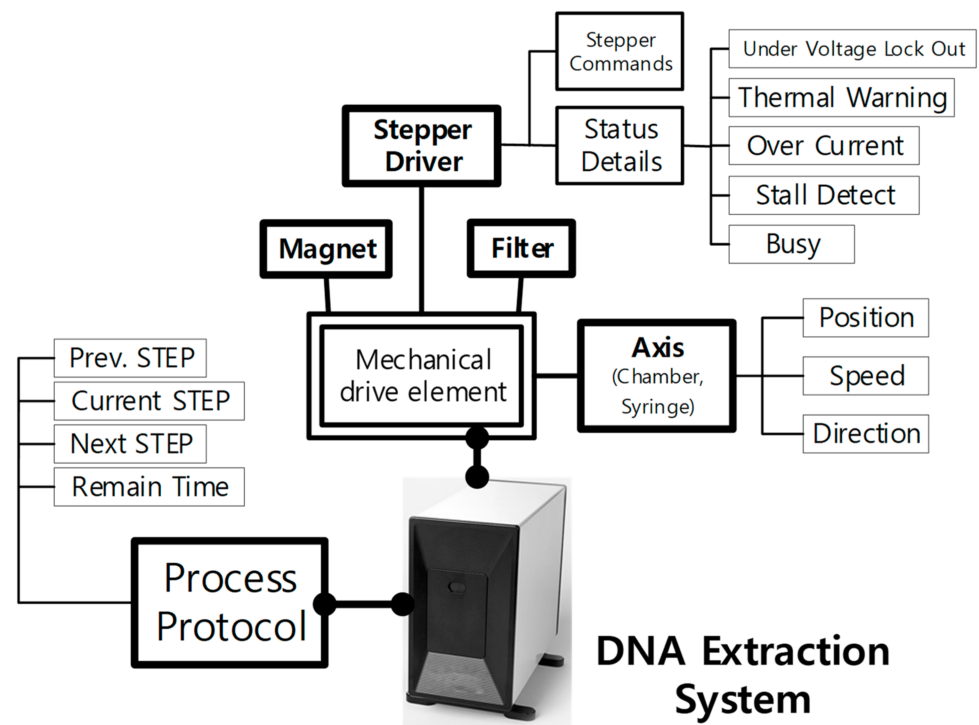 Stepper
Commands
Under Voltage Lock Out
Thermal Warning
Stepper
Driver
Status
Details
Over Current
Stall Detect
Busy
Magnet
Filter
Mechanical
drive element
Axis
(Chamber,
Syringe)
Position
Speed
Direction
Prev. STEP
Current STEP
Next STEP
Remain Time
Process
Protocol
DNA Extraction
System